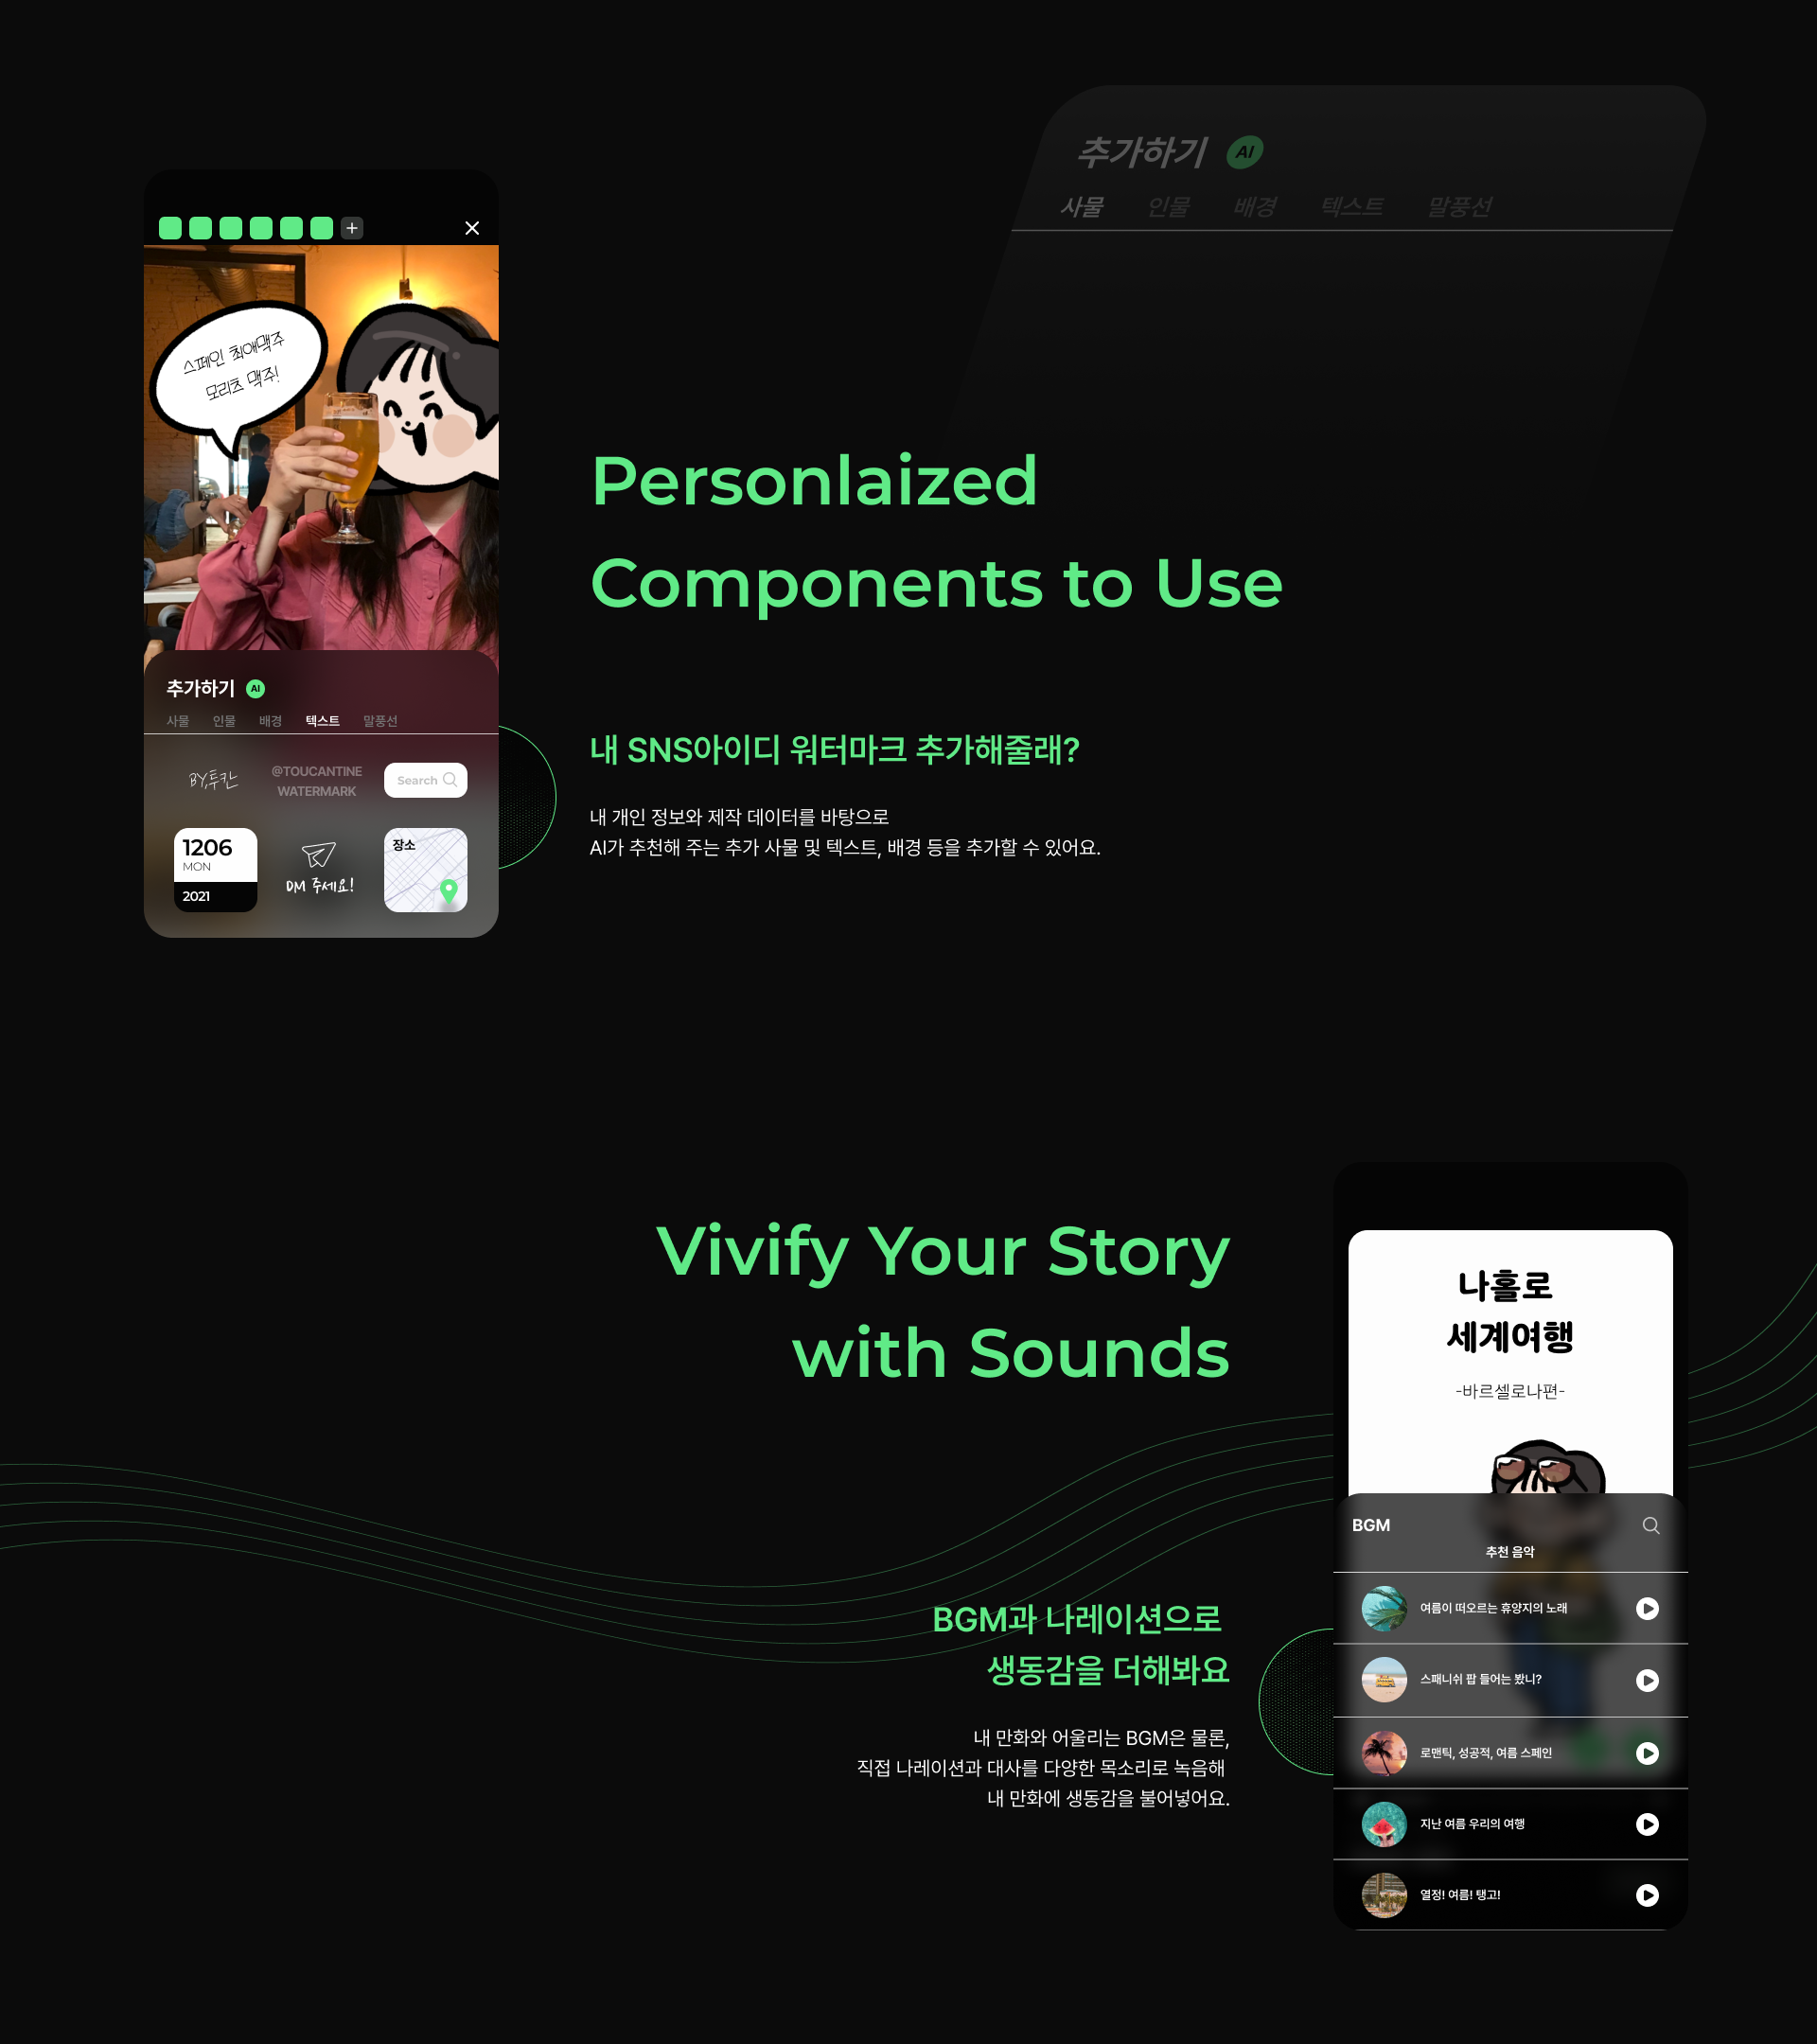 추가하기 AI
사물 인물 배경 텍스트 말풍선
스페인 최애맥주
모리츠 맥주!
Personlaized
Components to Use
추가하기 AI
사물 인물 배경 텍스트 말풍선
BY,투칸
@TOUCANTINE
WATERMARK
Search
1206
MON
2021
DM 주세요!
장소
내 SNS아이디 워터마크 추가해줄래?
내 개인 정보와 제작 데이터를 바탕으로
AI가 추천해 주는 추가 사물 및 텍스트, 배경 등을 추가할 수 있어요.
Vivify Your Story
with Sounds
BGM과 나레이션으로
생동감을 더해봐요
내 만화와 어울리는 BGM은 물론,
직접 나레이션과 대사를 다양한 목소리로 녹음해
내 만화에 생동감을 불어넣어요.
나홀로
세계여행
-바르셀로나편-
BGM
추천 음악
여름이 떠오르는 휴양지의 노래
스패니쉬 팝 들어는 봤니?
로맨틱, 성공적, 여름 스페인
지난 여름 우리의 여행
열정! 여름! 탱고!